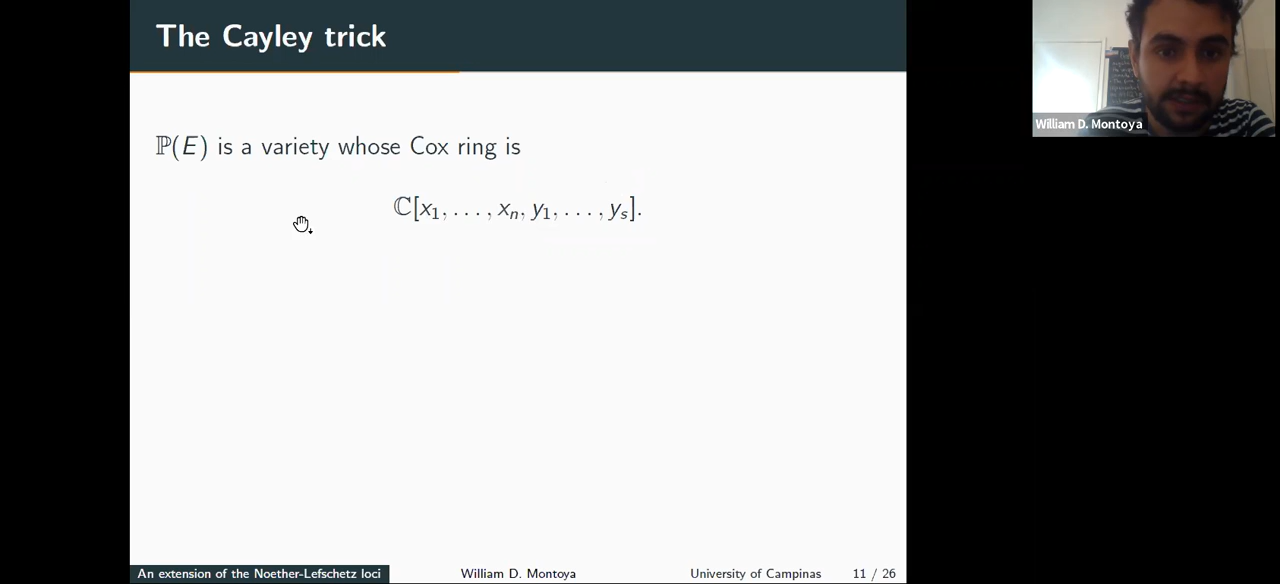 The Cayley trick
ℙ(E) is a variety whose Cox ring is
ℂ[x₁, . . . , xₙ, y₁, . . . , yₛ].
William D. Montoya
An extension of the Noether-Lefschetz loci William D. Montoya University of Campinas 11 / 26